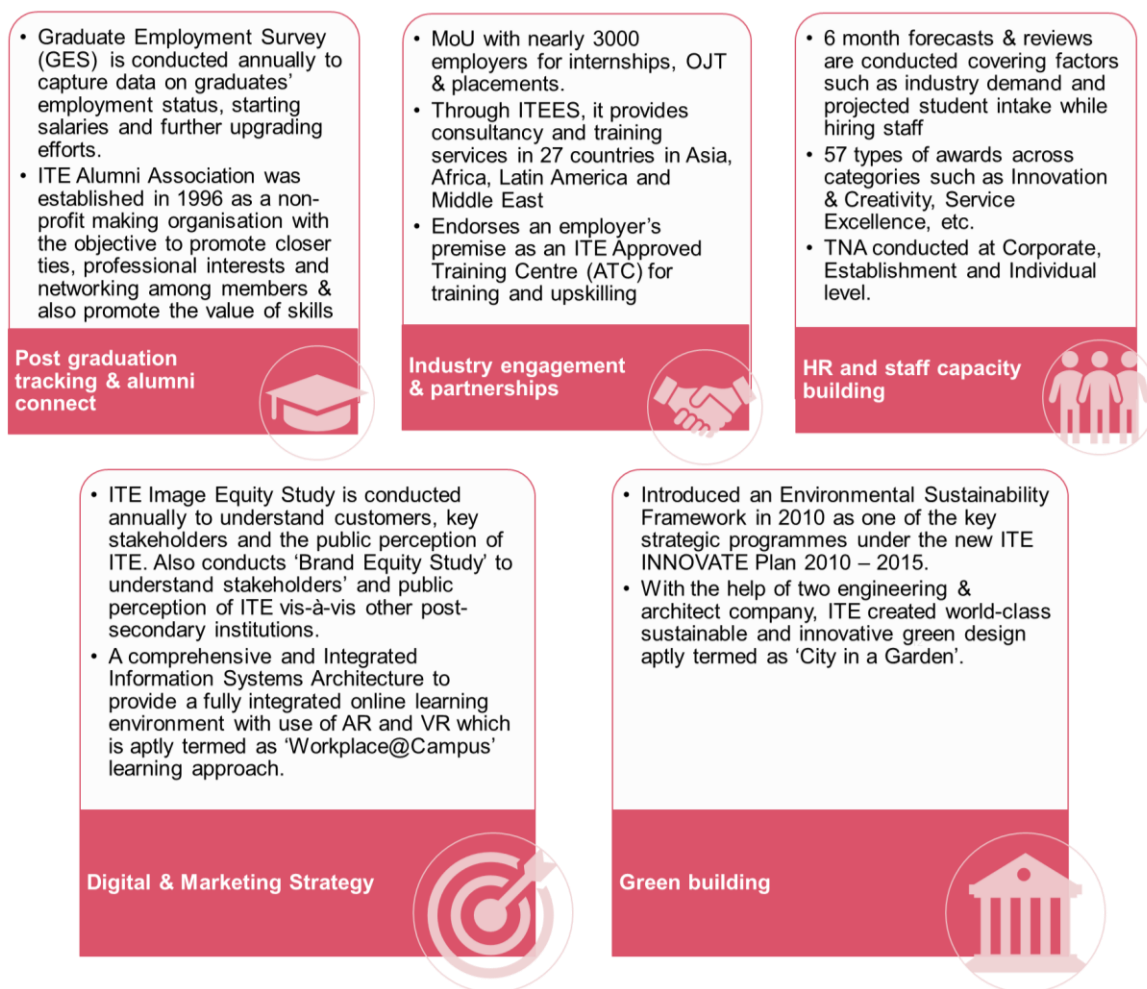 • Graduate Employment Survey
(GES) is conducted annually to
capture data on graduates'
employment status, starting
salaries and further upgrading
efforts.
• ITE Alumni Association was
established in 1996 as a non-
profit making organisation with
the objective to promote closer
ties, professional interests and
networking among members &
also promote the value of skills
Post graduation
tracking & alumni
connect
• MoU with nearly 3000
employers for internships, OJT
& placements.
• Through ITEES, it provides
consultancy and training
services in 27 countries in Asia,
Africa, Latin America and
Middle East
• Endorses an employer's
premise as an ITE Approved
Training Centre (ATC) for
training and upskilling
Industry engagement
& partnerships
• 6 month forecasts & reviews
are conducted covering factors
such as industry demand and
projected student intake while
hiring staff
• 57 types of awards across
categories such as Innovation
& Creativity, Service
Excellence, etc.
• TNA conducted at Corporate,
Establishment and Individual
level.
HR and staff capacity
building
• ITE Image Equity Study is conducted
annually to understand customers, key
stakeholders and the public perception of
ITE. Also conducts 'Brand Equity Study' to
understand stakeholders' and public
perception of ITE vis-à-vis other post-
secondary institutions.
• A comprehensive and Integrated
Information Systems Architecture to
provide a fully integrated online learning
environment with use of AR and VR which
is aptly termed as 'Workplace@Campus'
learning approach.
Digital & Marketing Strategy
• Introduced an Environmental Sustainability
Framework in 2010 as one of the key
strategic programmes under the new ITE
INNOVATE Plan 2010 – 2015.
• With the help of two engineering &
architect company, ITE created world-class
sustainable and innovative green design
aptly termed as 'City in a Garden'.
Green building